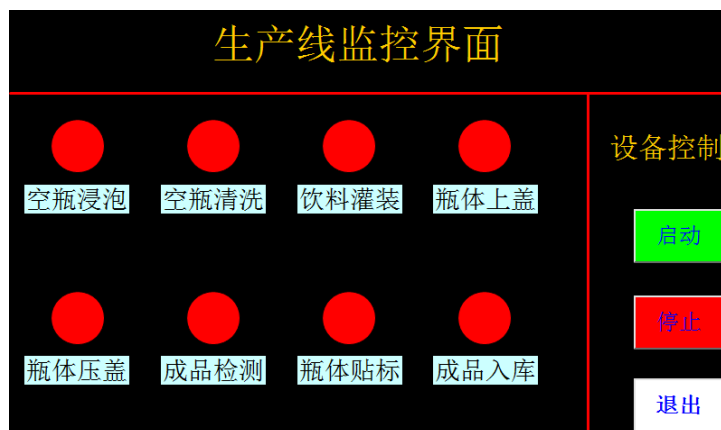 生产线监控界面
设备控制
空瓶浸泡
空瓶清洗
饮料灌装
瓶体上盖
启动
停止
瓶体压盖
成品检测
瓶体贴标
成品入库
退出